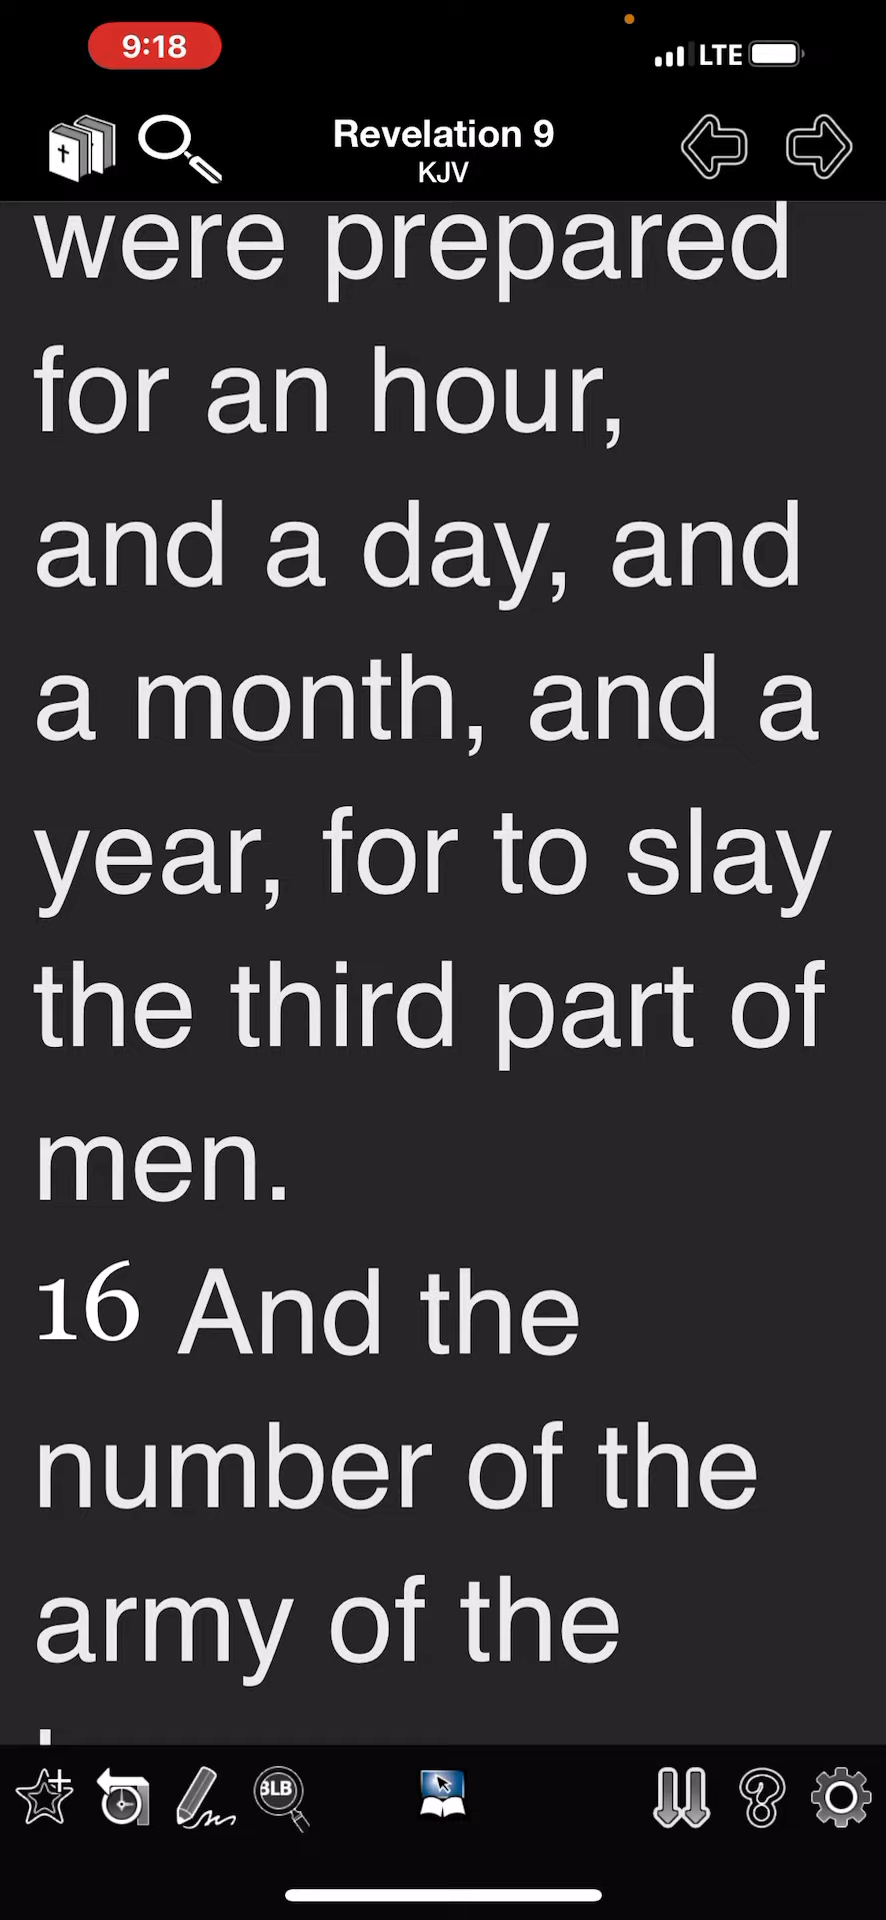 9:18
LTE
Revelation 9
KJV
were prepared
for an hour,
and a day, and
a month, and a
year, for to slay
the third part of
men.
16 And the
number of the
army of the
BLB